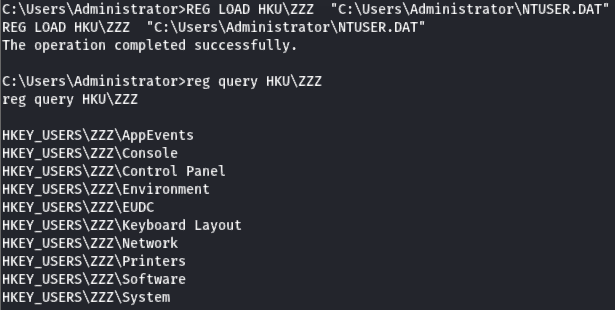 C:\Users\Administrator>REG LOAD HKU\ZZZ  "C:\Users\Administrator\NTUSER.DAT"
REG LOAD HKU\ZZZ  "C:\Users\Administrator\NTUSER.DAT"
The operation completed successfully.
C:\Users\Administrator>reg query HKU\ZZZ
reg query HKU\ZZZ
HKEY_USERS\ZZZ\AppEvents
HKEY_USERS\ZZZ\Console
HKEY_USERS\ZZZ\Control Panel
HKEY_USERS\ZZZ\Environment
HKEY_USERS\ZZZ\EUDC
HKEY_USERS\ZZZ\Keyboard Layout
HKEY_USERS\ZZZ\Network
HKEY_USERS\ZZZ\Printers
HKEY_USERS\ZZZ\Software
HKEY_USERS\ZZZ\System